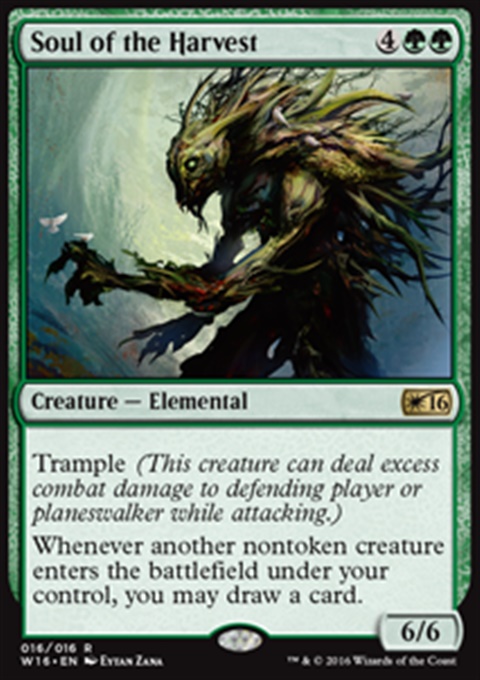 Soul of the Harvest 4
Creature — Elemental
16
Trample (This creature can deal excess
combat damage to defending player or
planeswalker while attacking.)
Whenever another nontoken creature
enters the battlefield under your
control, you may draw a card.
6/6
016/016 R
W16 • EN Eytan Zana
™ & © 2016 Wizards of the Coast